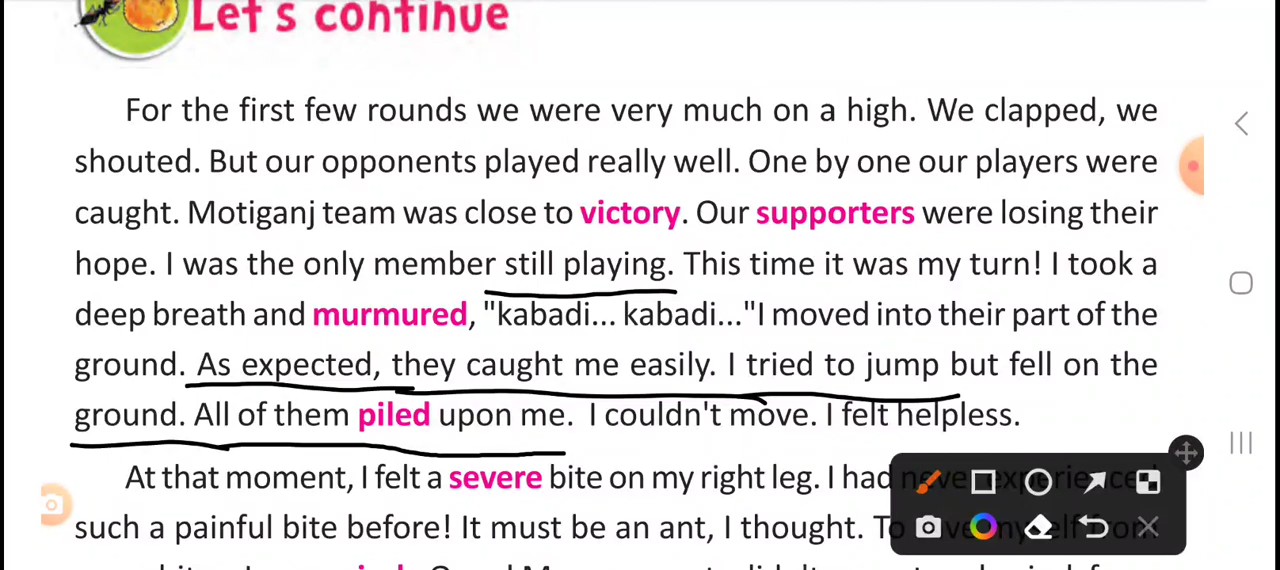 Let's continue
For the first few rounds we were very much on a high. We clapped, we
shouted. But our opponents played really well. One by one our players were
caught. Motiganj team was close to victory. Our supporters were losing their
hope. I was the only member still playing. This time it was my turn! I took a
deep breath and murmured, "kabadi... kabadi..."I moved into their part of the
ground. As expected, they caught me easily. I tried to jump but fell on the
ground. All of them piled upon me. I couldn't move. I felt helpless.
At that moment, I felt a severe bite on my right leg. I had never experienced
such a painful bite before! It must be an ant, I thought. To